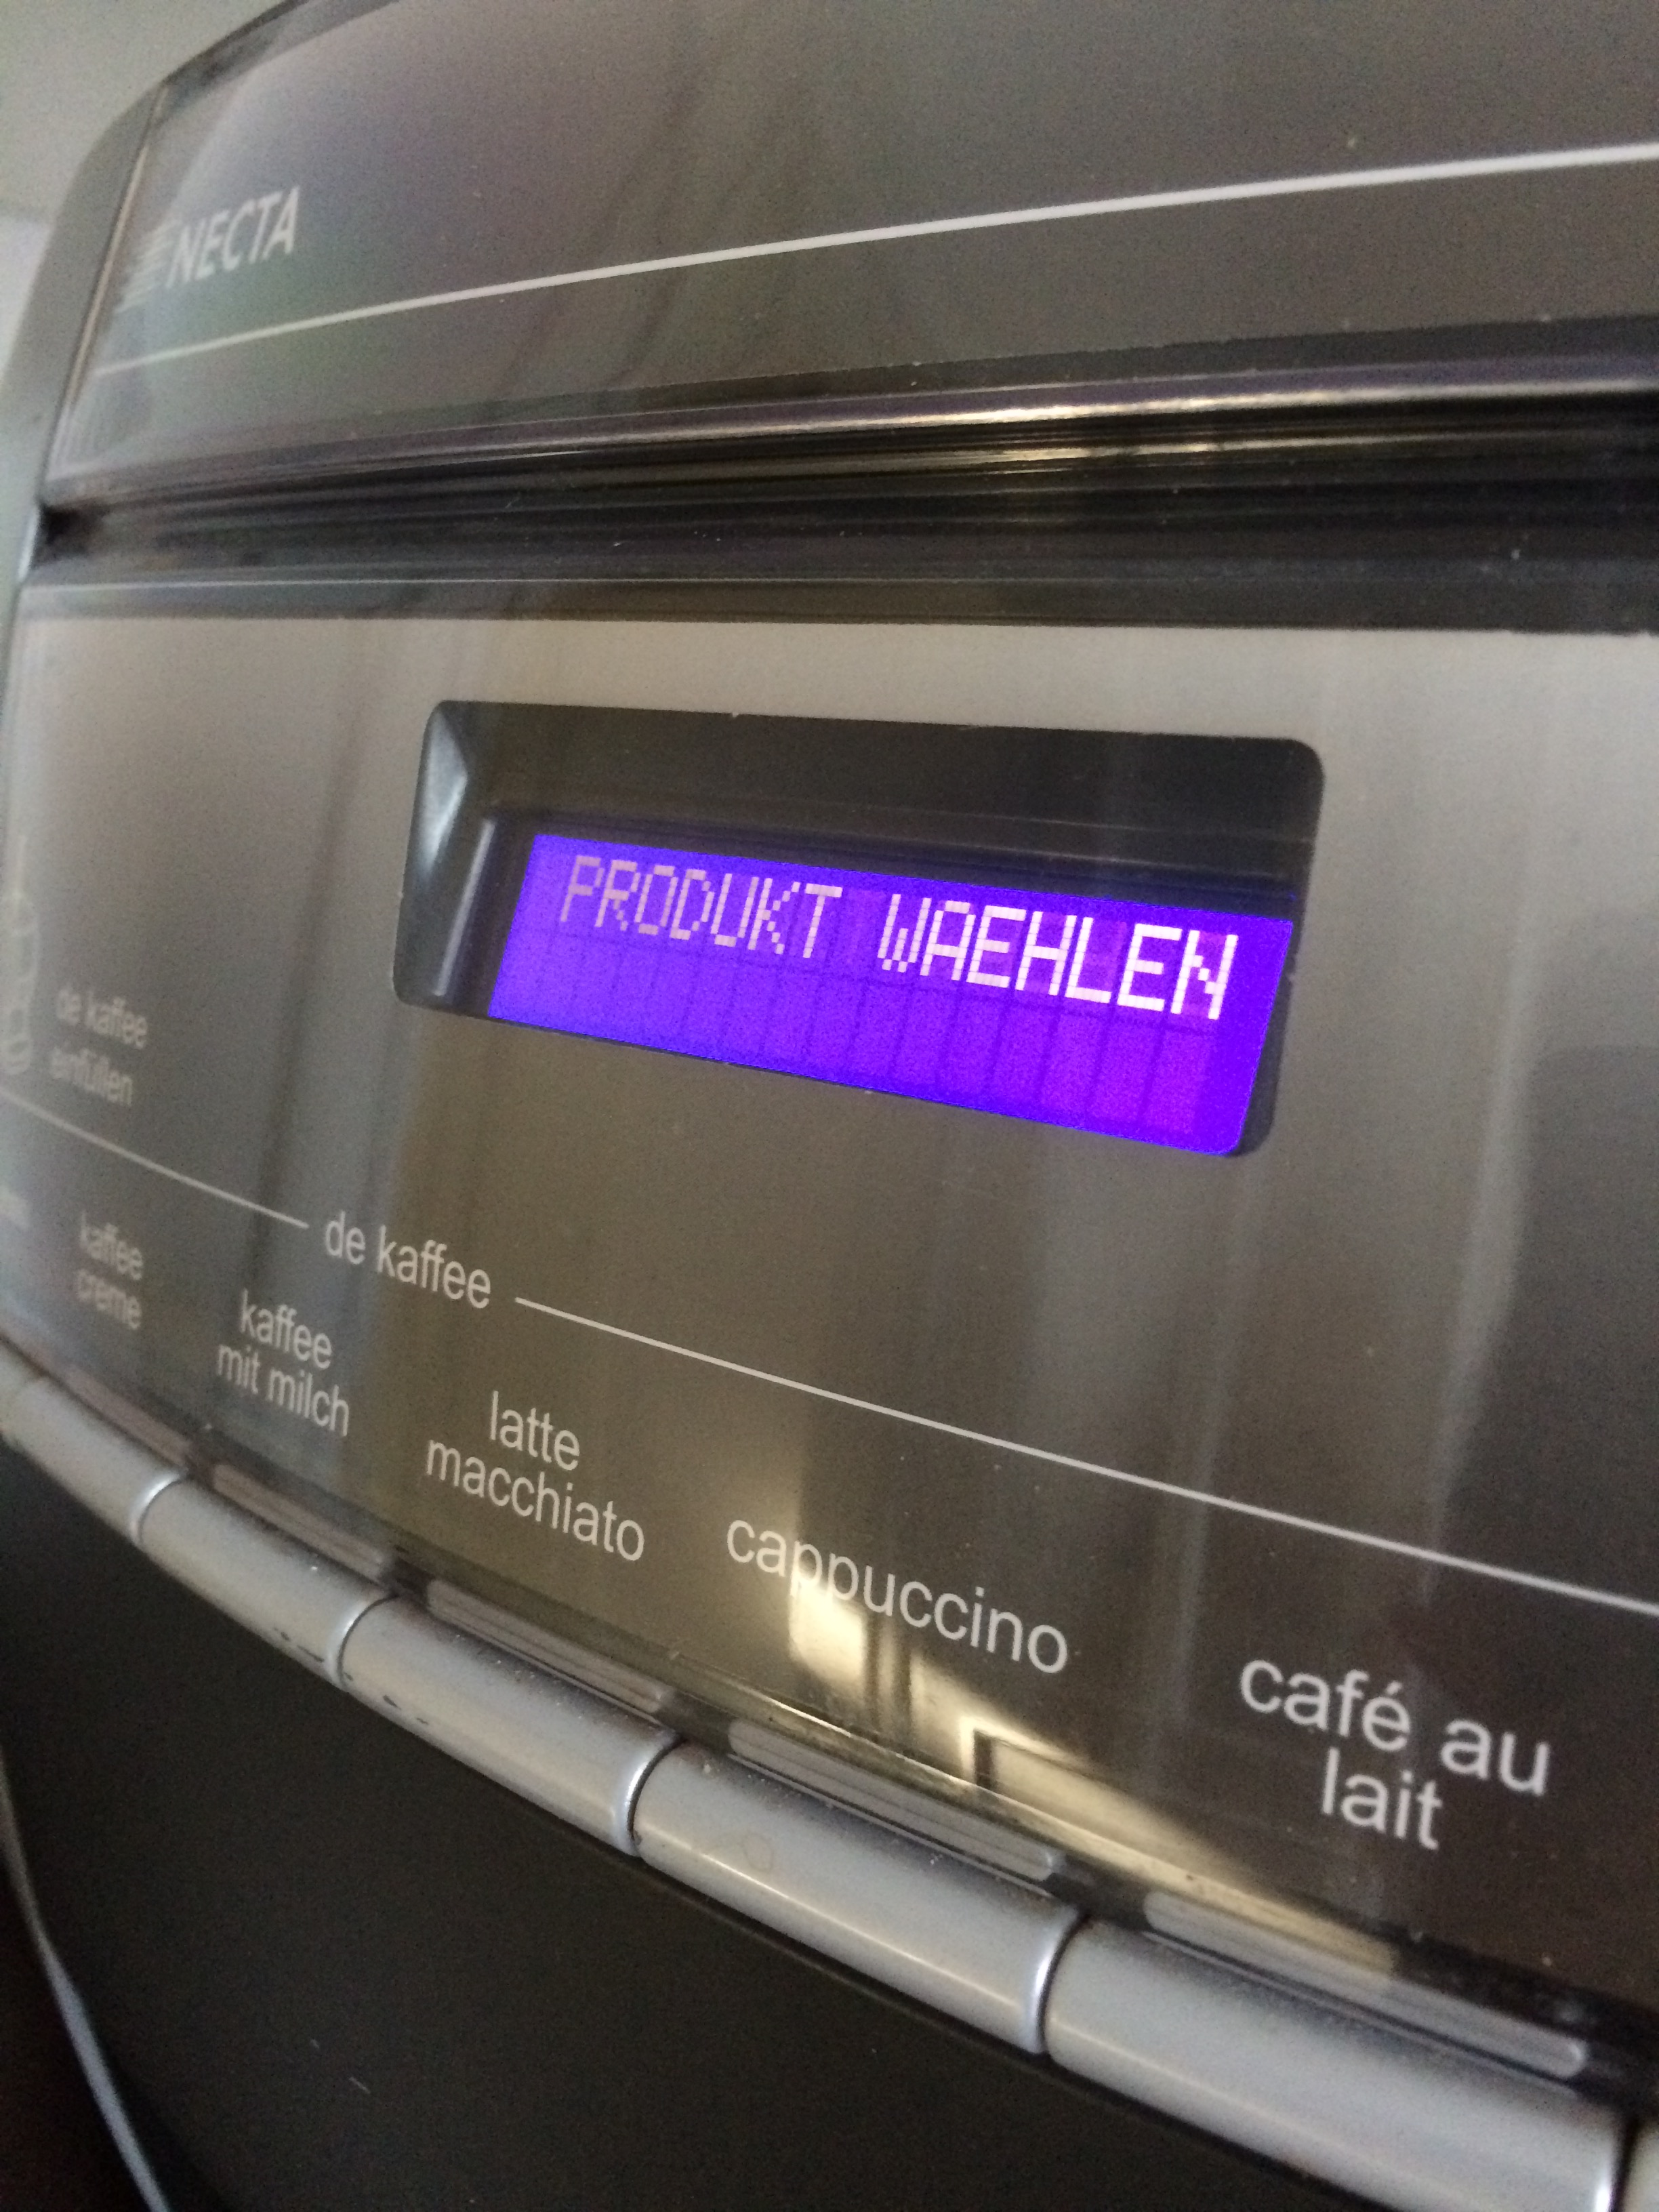 NECTA
PRODUKT WAEHLEN
de kaffee
einfüllen
de kaffee
kaffee
creme
kaffee
mit milch
latte
macchiato
cappuccino
café au
lait